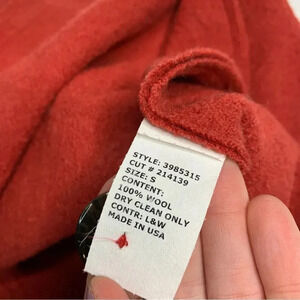 STYLE: 3985315
CUT # 214139
SIZE: S
CONTENT:
100% WOOL
DRY CLEAN ONLY
CONTR: L&W
MADE IN USA